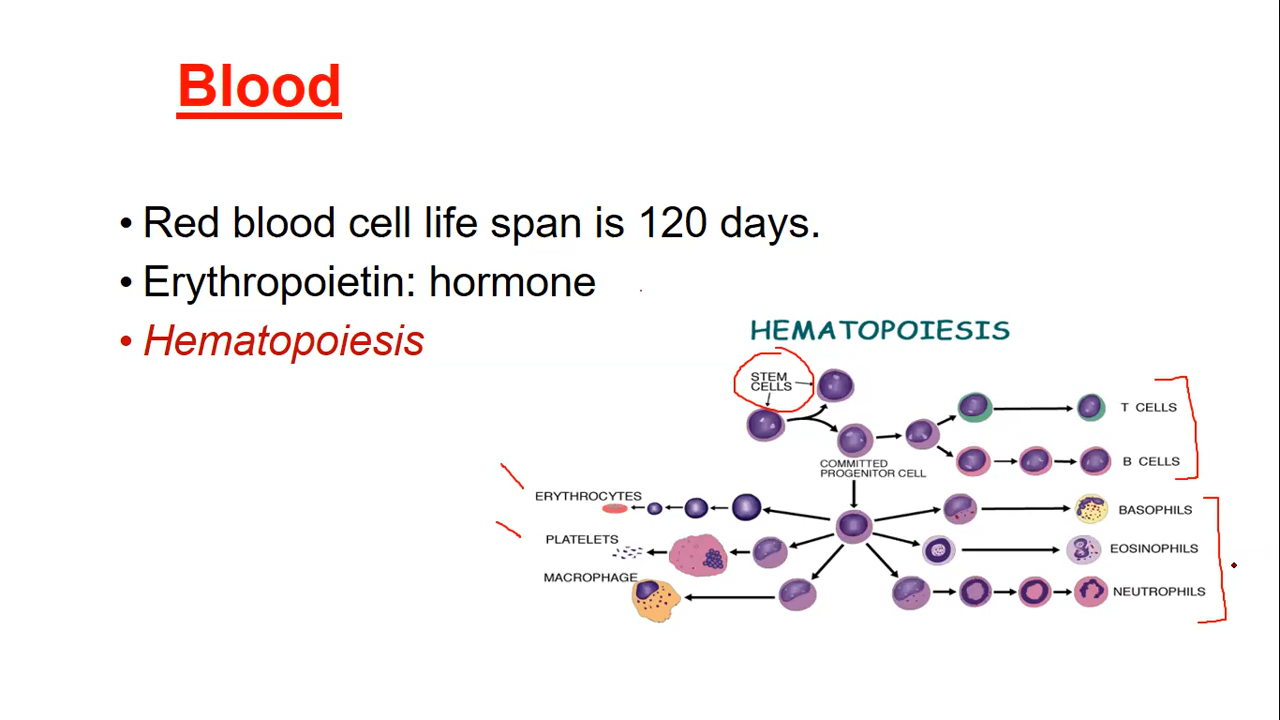 Blood
• Red blood cell life span is 120 days.
• Erythropoietin: hormone
• Hematopoiesis
HEMATOPOIESIS
STEM
CELLS
T CELLS
B CELLS
COMMITTED
PROGENITOR CELL
ERYTHROCYTES
PLATELETS
MACROPHAGE
BASOPHILS
EOSINOPHILS
NEUTROPHILS